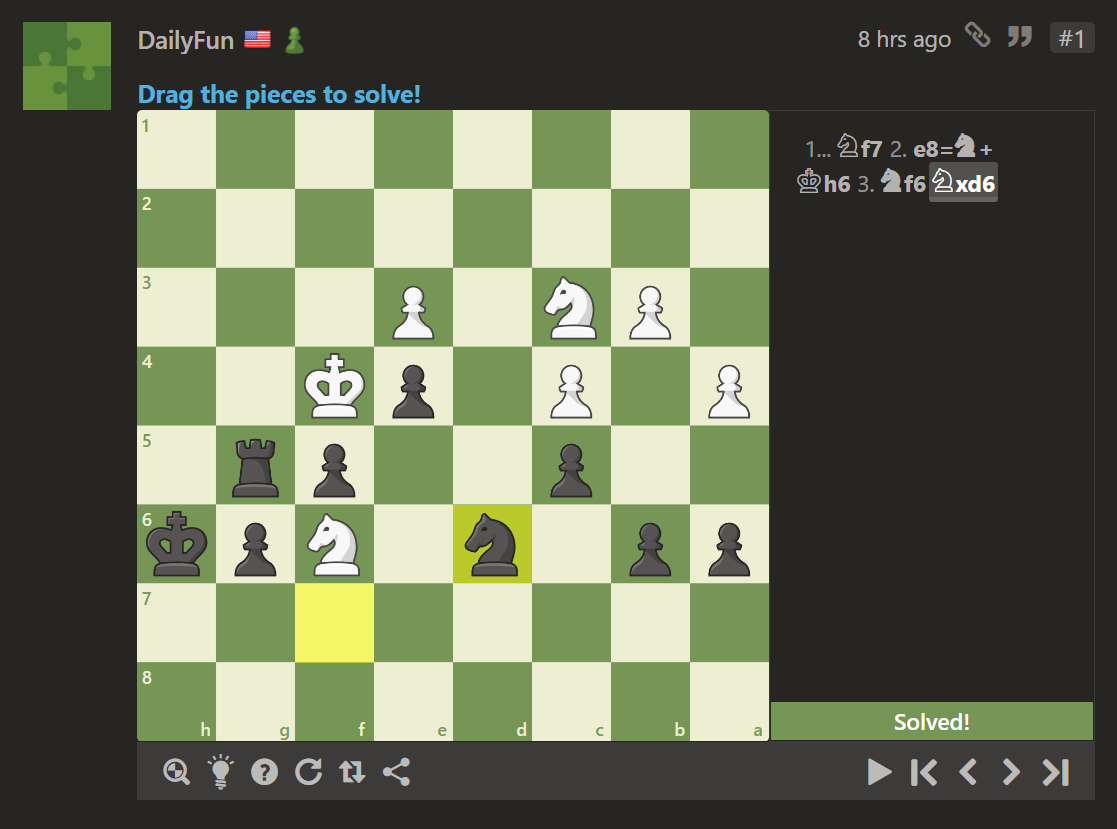 DailyFun
8 hrs ago
#1
Drag the pieces to solve!
1... ♘f7 2. e8=♞+
♔h6 3. ♞f6 ♘xd6
1
2
3
4
5
6
7
8
h g f e d c b a
Solved!